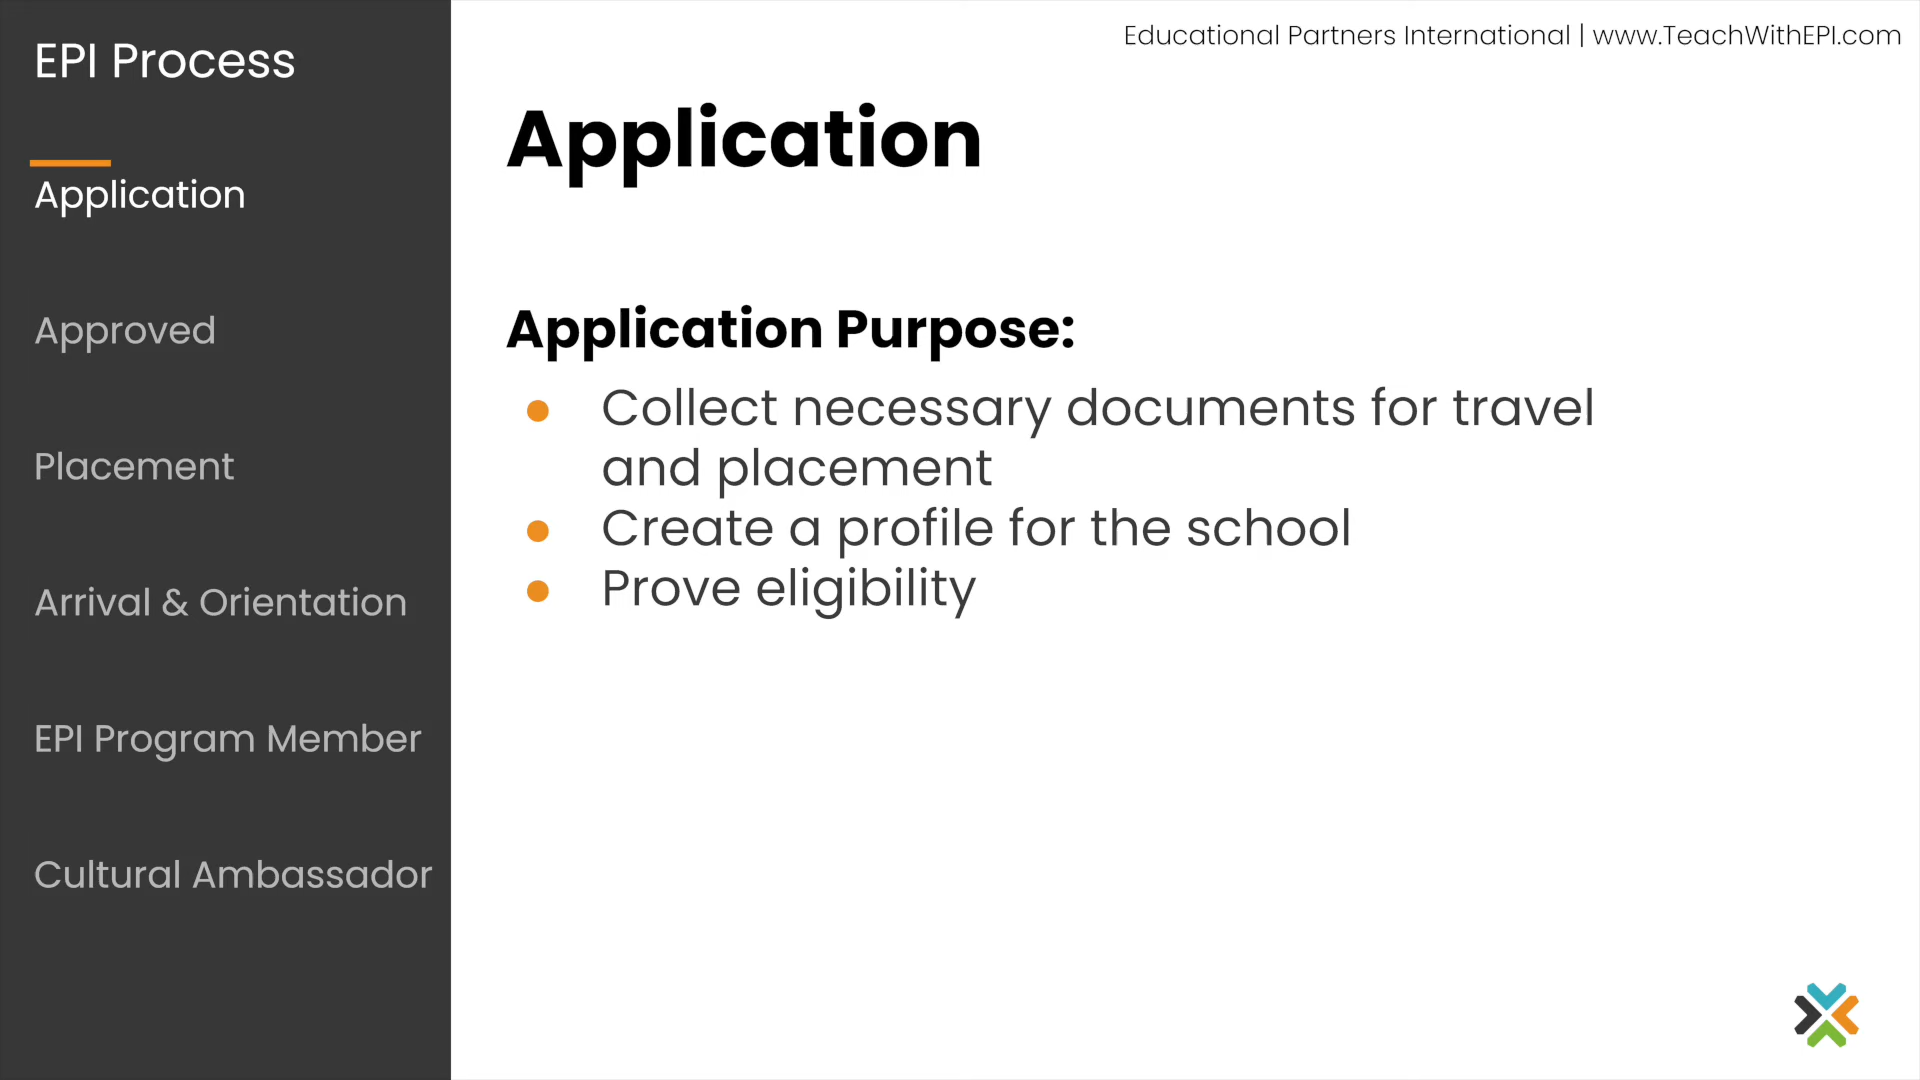 EPI Process
Application
Approved
Placement
Arrival & Orientation
EPI Program Member
Cultural Ambassador
Educational Partners International | www.TeachWithEPI.com
Application
Application Purpose:
● Collect necessary documents for travel
and placement
● Create a profile for the school
● Prove eligibility